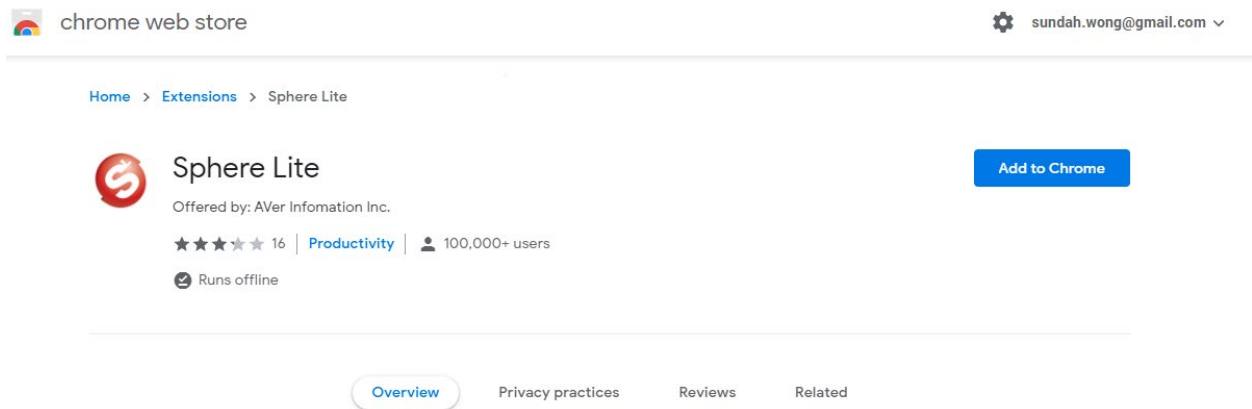 chrome web store
sundah.wong@gmail.com
Home > Extensions > Sphere Lite
Sphere Lite
Add to Chrome
Offered by: AVer Infomation Inc.
16 | Productivity | 100,000+ users
Runs offline
Overview Privacy practices Reviews Related